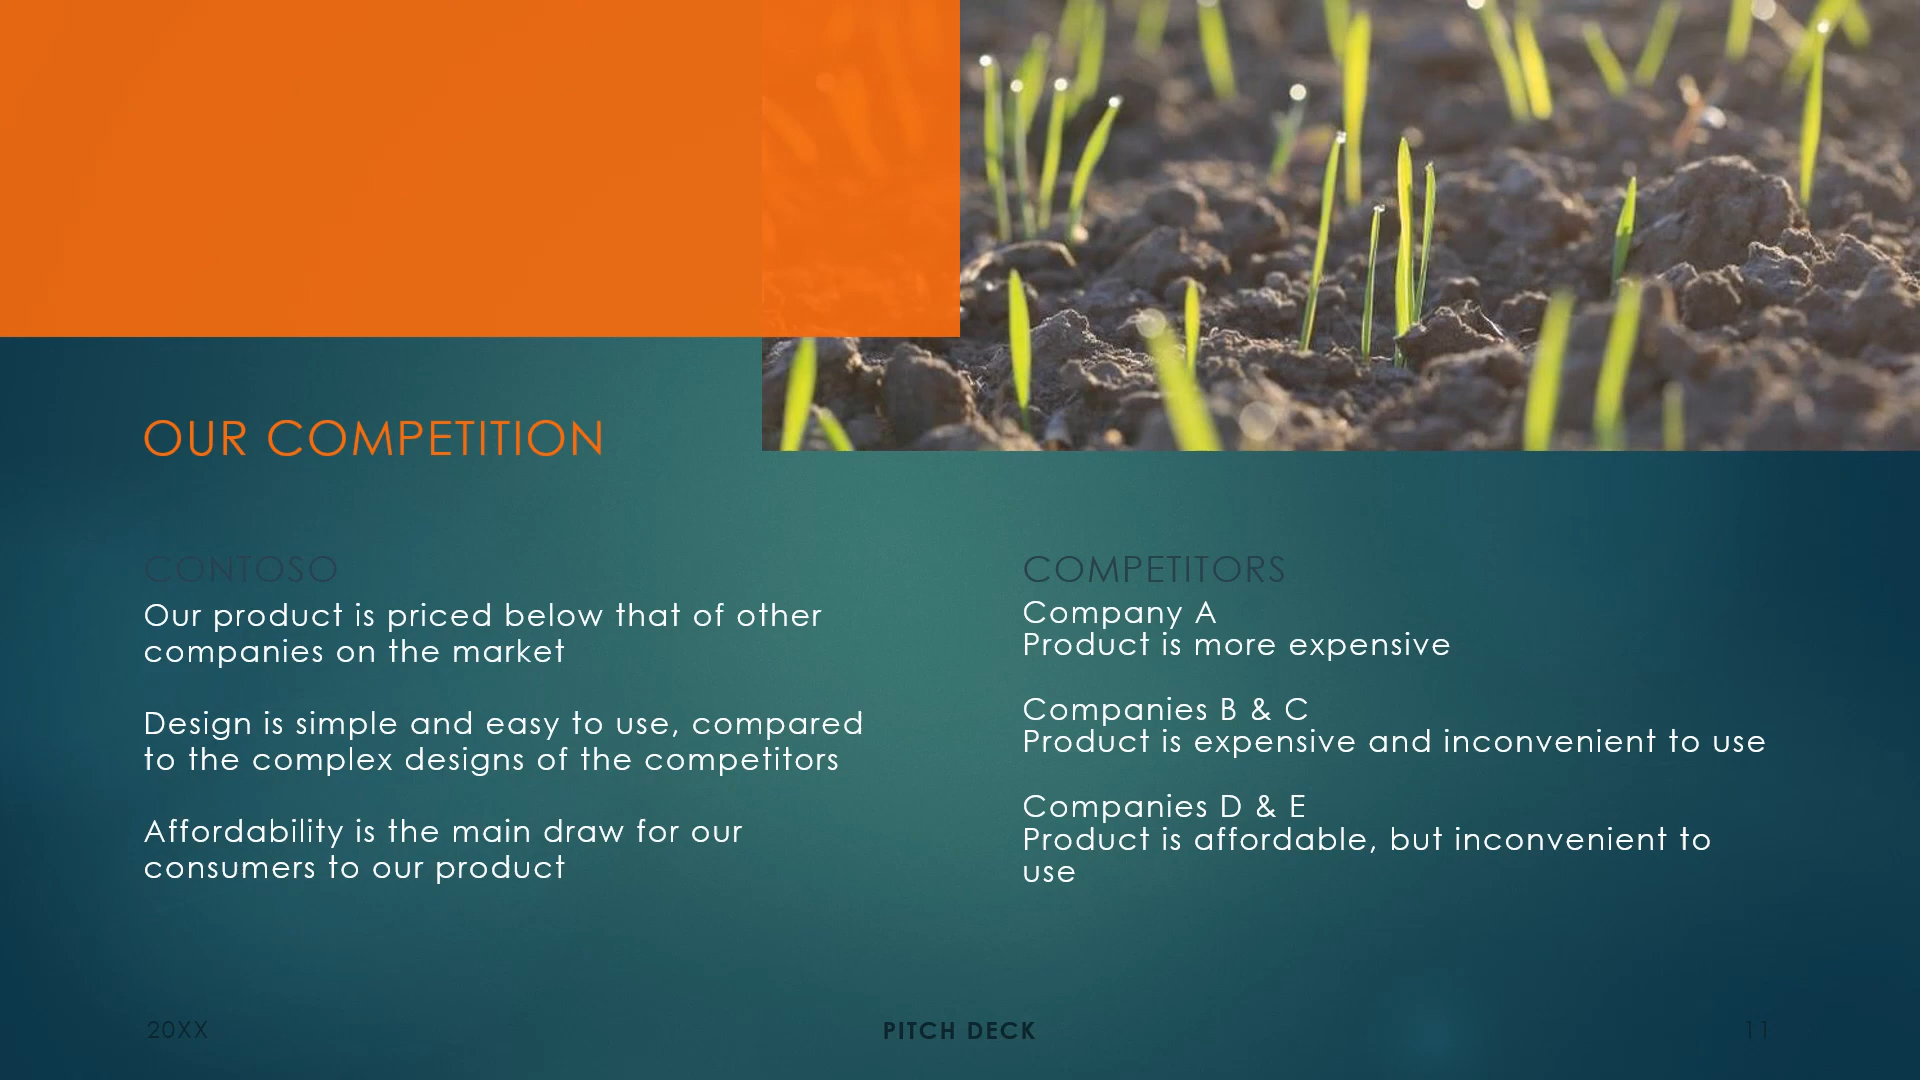 OUR COMPETITION
CONTOSO
Our product is priced below that of other
companies on the market
Design is simple and easy to use, compared
to the complex designs of the competitors
Affordability is the main draw for our
consumers to our product
COMPETITORS
Company A
Product is more expensive
Companies B & C
Product is expensive and inconvenient to use
Companies D & E
Product is affordable, but inconvenient to
use
20XX
PITCH DECK
11